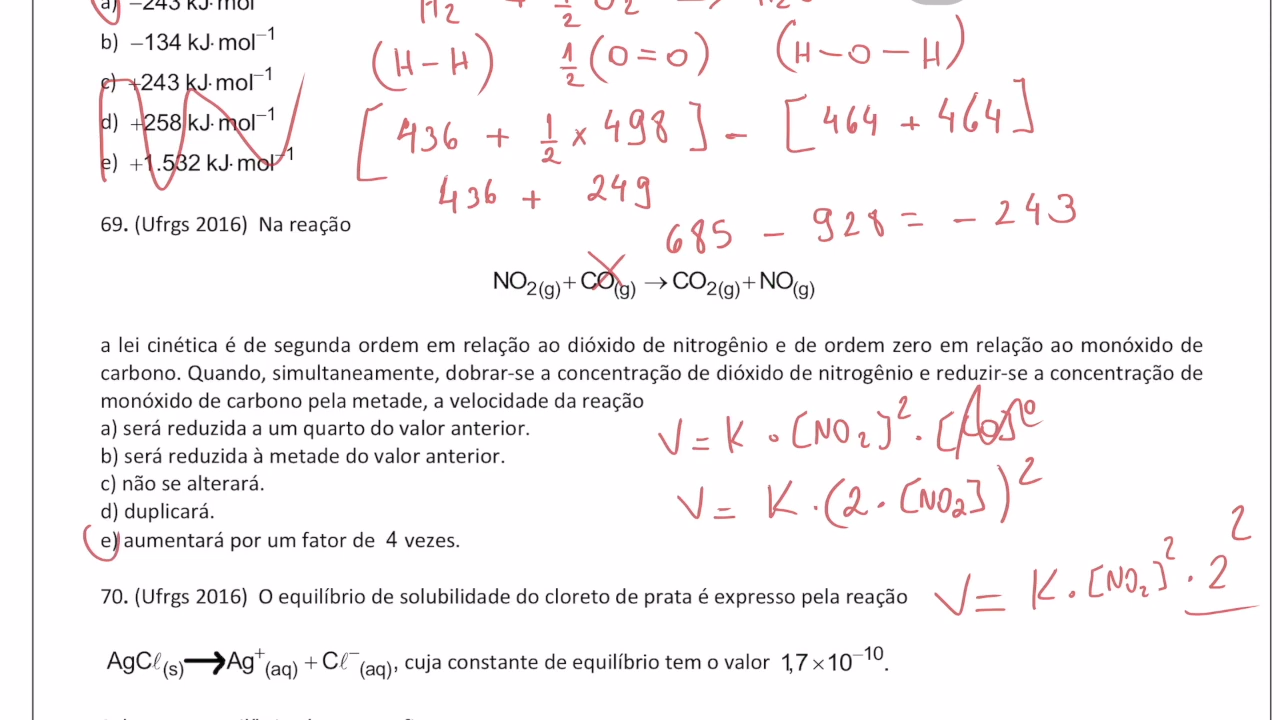 a) −243 kJ·mol
H₂ + 1/2 O₂ → H₂O
b) −134 kJ·mol⁻¹
(H−H) 1/2 (O=O) (H−O−H)
c) +243 kJ·mol⁻¹
d) +258 kJ·mol⁻¹
[436 + 1/2 × 498] − [464 + 464]
e) +1.532 kJ·mol⁻¹
436 + 249
69. (Ufrgs 2016) Na reação
685 − 928 = − 243
NO₂(g) + CO(g) → CO₂(g) + NO(g)
a lei cinética é de segunda ordem em relação ao dióxido de nitrogênio e de ordem zero em relação ao monóxido de
carbono. Quando, simultaneamente, dobrar-se a concentração de dióxido de nitrogênio e reduzir-se a concentração de
monóxido de carbono pela metade, a velocidade da reação
a) será reduzida a um quarto do valor anterior.
V = K · [NO₂]² · [CO]⁰
b) será reduzida à metade do valor anterior.
c) não se alterará.
V = K · (2 · [NO₂])²
d) duplicará.
e) aumentará por um fator de 4 vezes.
V = K · [NO₂]² · 2²
70. (Ufrgs 2016) O equilíbrio de solubilidade do cloreto de prata é expresso pela reação
AgCℓ(s) → Ag⁺(aq) + Cℓ⁻(aq), cuja constante de equilíbrio tem o valor 1,7×10⁻¹⁰.